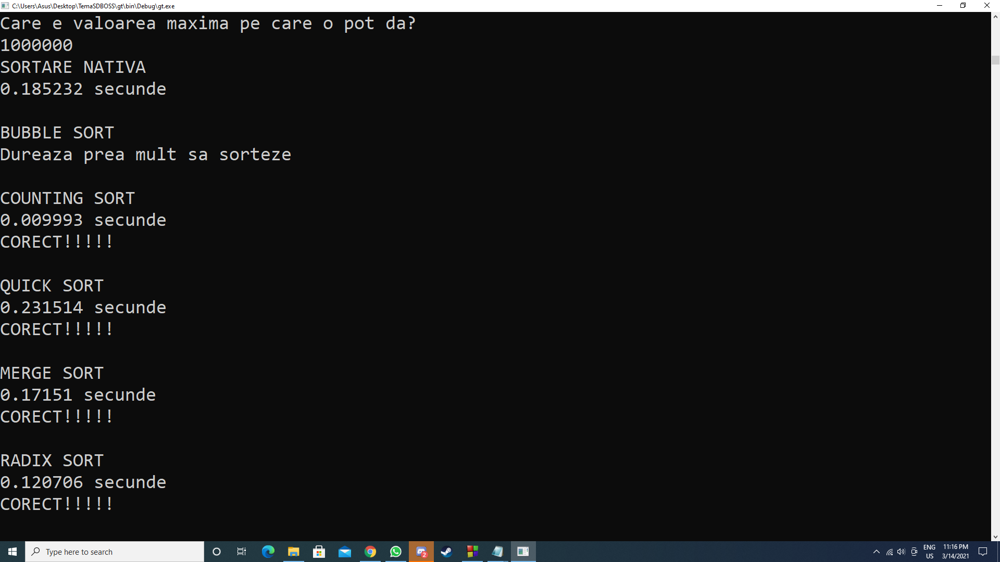 C:\Users\Asus\Desktop\TemaSDBOSS\gt\bin\Debug\gt.exe
Care e valoarea maxima pe care o pot da?
1000000
SORTARE NATIVA
0.185232 secunde
BUBBLE SORT
Dureaza prea mult sa sorteze
COUNTING SORT
0.009993 secunde
CORECT!!!!!
QUICK SORT
0.231514 secunde
CORECT!!!!!
MERGE SORT
0.17151 secunde
CORECT!!!!!
RADIX SORT
0.120706 secunde
CORECT!!!!!
Type here to search
2
ENG
US
11:16 PM
3/14/2021